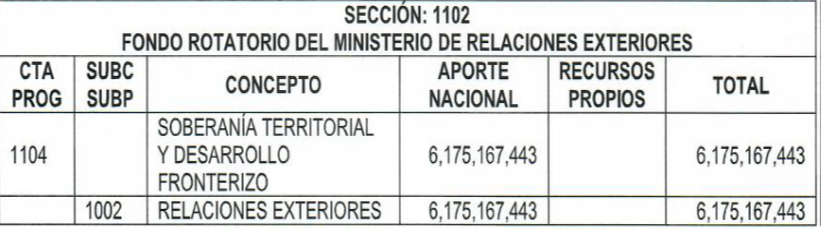 SECCIÓN: 1102
FONDO ROTATORIO DEL MINISTERIO DE RELACIONES EXTERIORES
CTA PROG | SUBC SUBP | CONCEPTO | APORTE NACIONAL | RECURSOS PROPIOS | TOTAL
1104 | | SOBERANÍA TERRITORIAL Y DESARROLLO FRONTERIZO | 6,175,167,443 | | 6,175,167,443
| 1002 | RELACIONES EXTERIORES | 6,175,167,443 | | 6,175,167,443